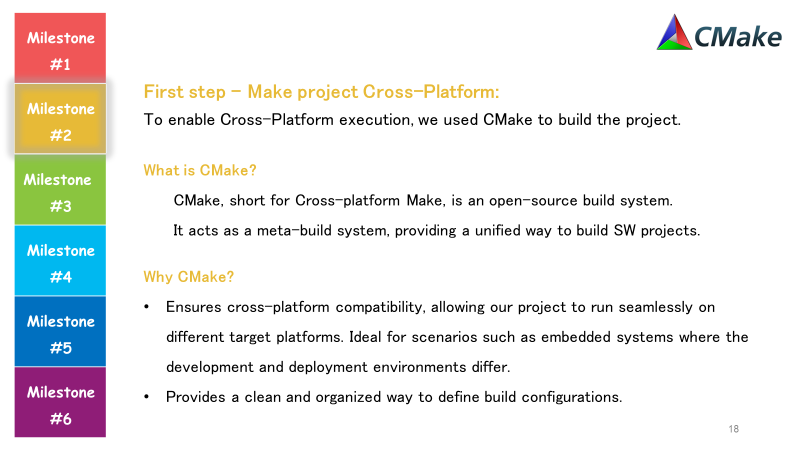 Milestone
#1
Milestone
#2
Milestone
#3
Milestone
#4
Milestone
#5
Milestone
#6
CMake
First step – Make project Cross-Platform:
To enable Cross-Platform execution, we used CMake to build the project.
What is CMake?
CMake, short for Cross-platform Make, is an open-source build system.
It acts as a meta-build system, providing a unified way to build SW projects.
Why CMake?
• Ensures cross-platform compatibility, allowing our project to run seamlessly on
different target platforms. Ideal for scenarios such as embedded systems where the
development and deployment environments differ.
• Provides a clean and organized way to define build configurations.
18